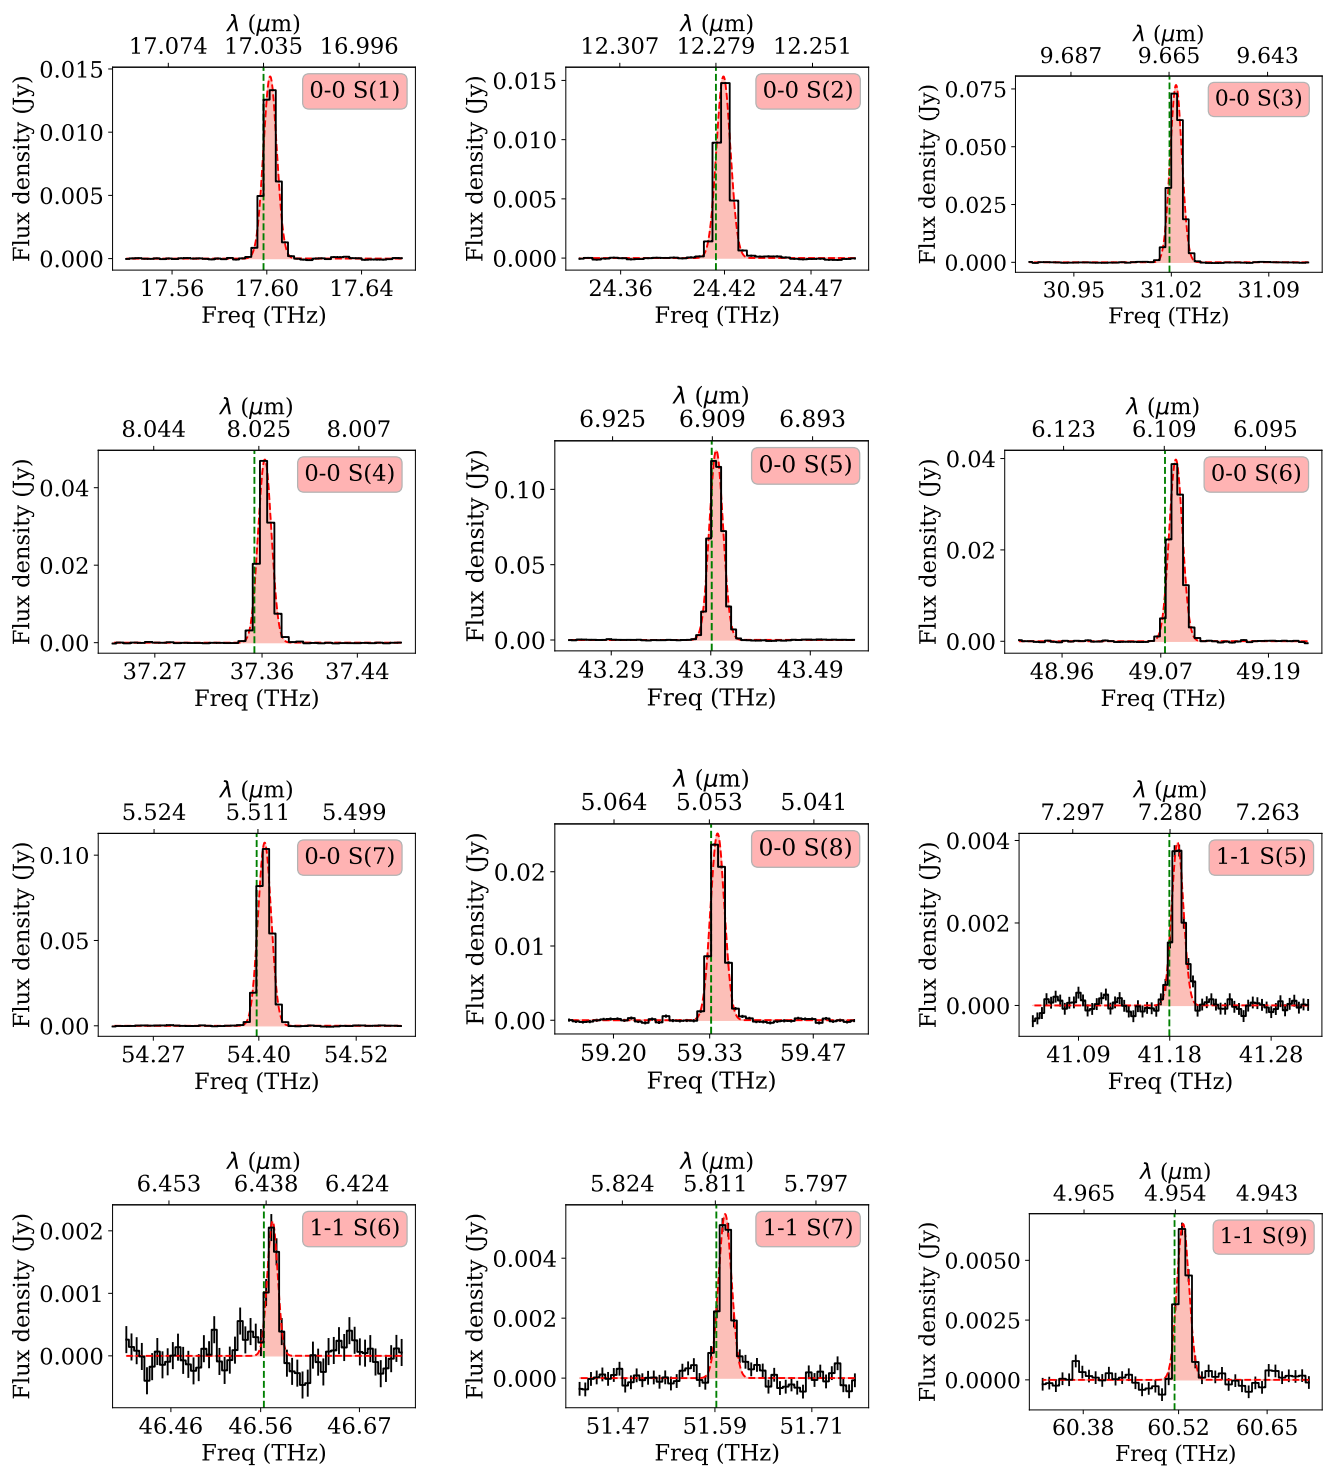 λ (μm)
17.074 17.035 16.996
0.015
0.010
0.005
0.000
Flux density (Jy)
0-0 S(1)
17.56 17.60 17.64
Freq (THz)
λ (μm)
12.307 12.279 12.251
0.015
0.010
0.005
0.000
Flux density (Jy)
0-0 S(2)
24.36 24.42 24.47
Freq (THz)
λ (μm)
9.687 9.665 9.643
0.075
0.050
0.025
0.000
Flux density (Jy)
0-0 S(3)
30.95 31.02 31.09
Freq (THz)
λ (μm)
8.044 8.025 8.007
0.04
0.02
0.00
Flux density (Jy)
0-0 S(4)
37.27 37.36 37.44
Freq (THz)
λ (μm)
6.925 6.909 6.893
0.10
0.05
0.00
Flux density (Jy)
0-0 S(5)
43.29 43.39 43.49
Freq (THz)
λ (μm)
6.123 6.109 6.095
0.04
0.02
0.00
Flux density (Jy)
0-0 S(6)
48.96 49.07 49.19
Freq (THz)
λ (μm)
5.524 5.511 5.499
0.10
0.05
0.00
Flux density (Jy)
0-0 S(7)
54.27 54.40 54.52
Freq (THz)
λ (μm)
5.064 5.053 5.041
0.02
0.01
0.00
Flux density (Jy)
0-0 S(8)
59.20 59.33 59.47
Freq (THz)
λ (μm)
7.297 7.280 7.263
0.004
0.002
0.000
Flux density (Jy)
1-1 S(5)
41.09 41.18 41.28
Freq (THz)
λ (μm)
6.453 6.438 6.424
0.002
0.001
0.000
Flux density (Jy)
1-1 S(6)
46.46 46.56 46.67
Freq (THz)
λ (μm)
5.824 5.811 5.797
0.004
0.002
0.000
Flux density (Jy)
1-1 S(7)
51.47 51.59 51.71
Freq (THz)
λ (μm)
4.965 4.954 4.943
0.0050
0.0025
0.0000
Flux density (Jy)
1-1 S(9)
60.38 60.52 60.65
Freq (THz)